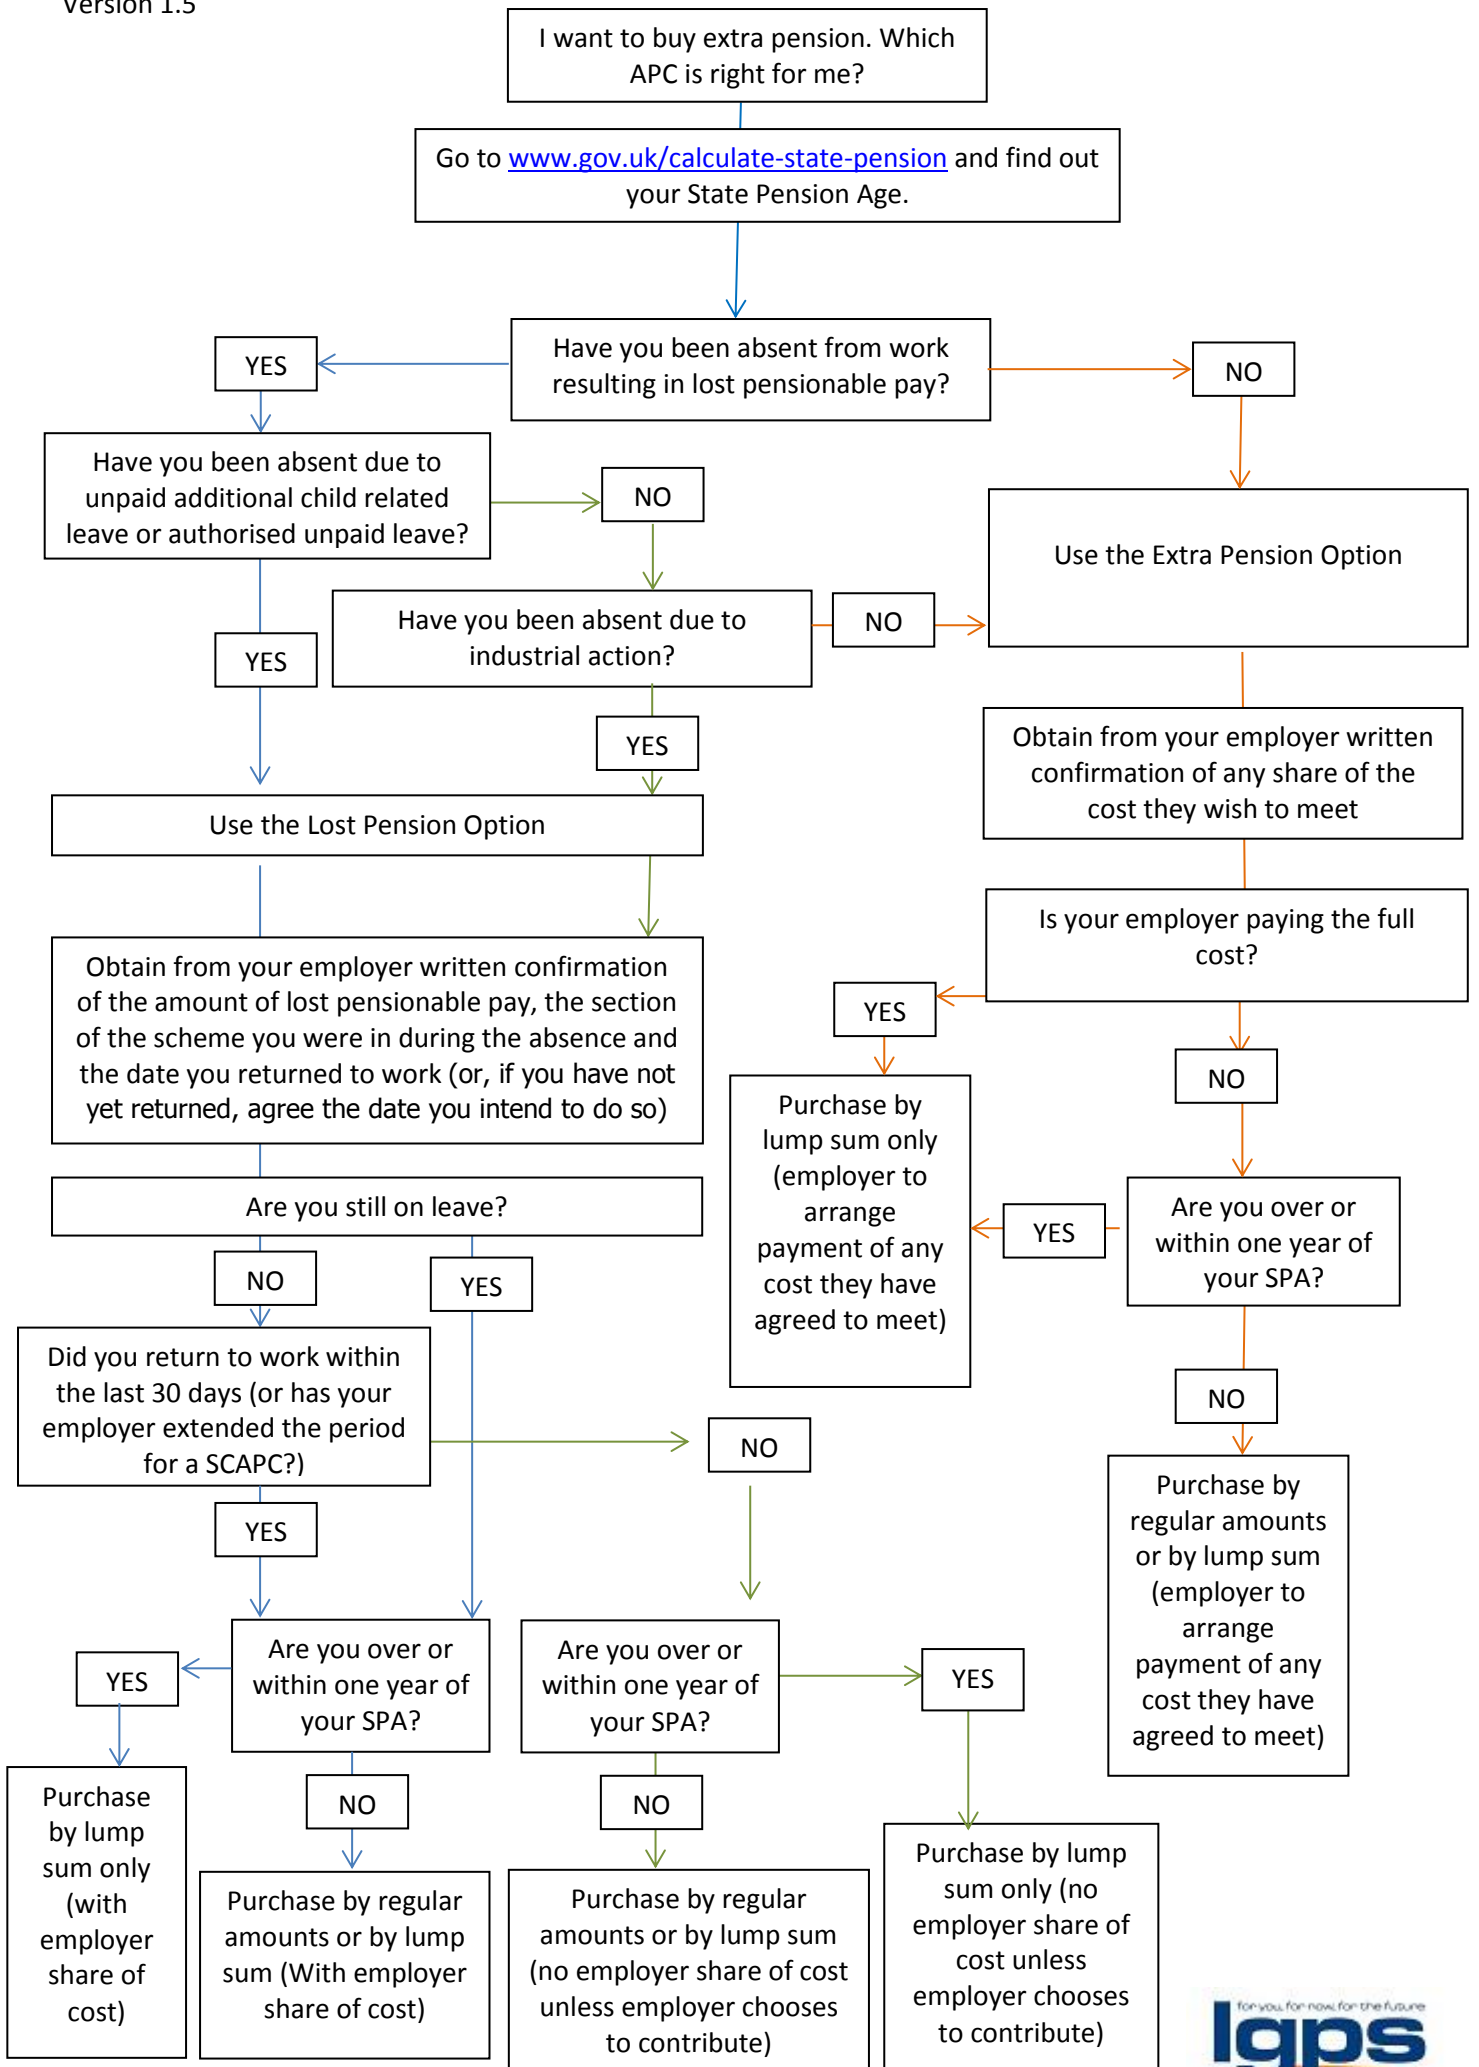 Version 1.5
I want to buy extra pension. Which
APC is right for me?
Go to www.gov.uk/calculate-state-pension and find out
your State Pension Age.
Have you been absent from work
resulting in lost pensionable pay?
YES
NO
Have you been absent due to
unpaid additional child related
leave or authorised unpaid leave?
NO
Use the Extra Pension Option
Have you been absent due to
industrial action?
NO
YES
YES
Obtain from your employer written
confirmation of any share of the
cost they wish to meet
Use the Lost Pension Option
Is your employer paying the full
cost?
Obtain from your employer written confirmation
of the amount of lost pensionable pay, the section
of the scheme you were in during the absence and
the date you returned to work (or, if you have not
yet returned, agree the date you intend to do so)
YES
NO
Purchase by
lump sum only
(employer to
arrange
payment of any
cost they have
agreed to meet)
Are you still on leave?
YES
Are you over or
within one year of
your SPA?
NO
YES
Did you return to work within
the last 30 days (or has your
employer extended the period
for a SCAPC?)
NO
NO
YES
Purchase by
regular amounts
or by lump sum
(employer to
arrange
payment of any
cost they have
agreed to meet)
Are you over or
within one year of
your SPA?
YES
Are you over or
within one year of
your SPA?
YES
NO
NO
Purchase
by lump
sum only
(with
employer
share of
cost)
Purchase by regular
amounts or by lump
sum (With employer
share of cost)
Purchase by regular
amounts or by lump sum
(no employer share of cost
unless employer chooses
to contribute)
Purchase by lump
sum only (no
employer share of
cost unless
employer chooses
to contribute)
for you, for now, for the future
lgps